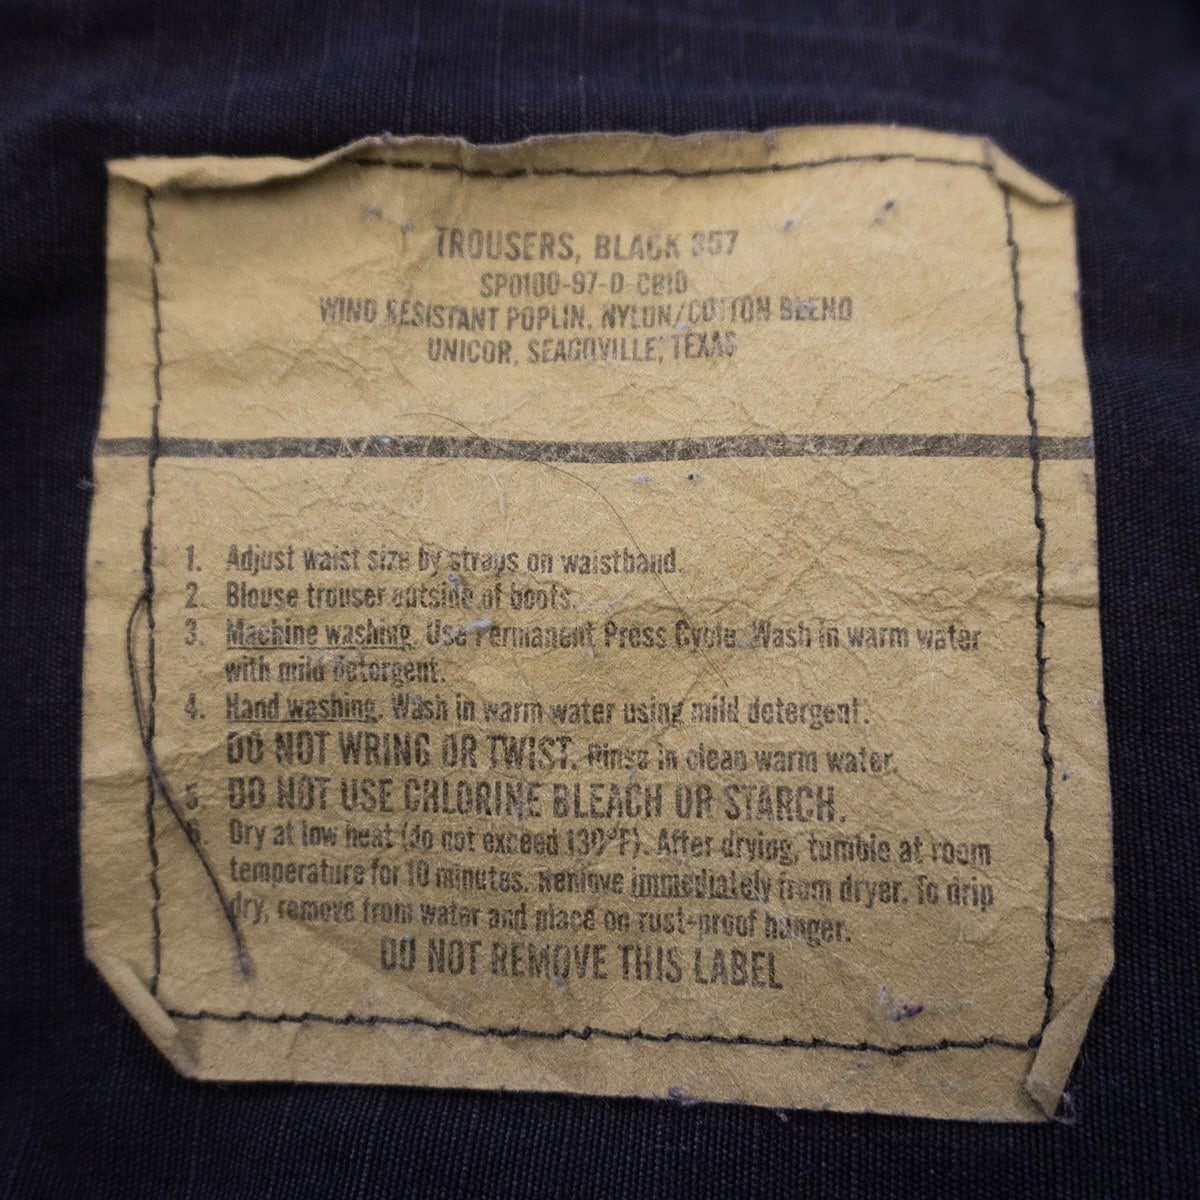 TROUSERS, BLACK 357
SP0100-97-D-CB10
WIND RESISTANT POPLIN, NYLON/COTTON BLEND
UNICOR, SEAGOVILLE, TEXAS
1. Adjust waist size by straps on waistband.
2. Blouse trouser outside of boots.
3. Machine washing. Use Permanent Press Cycle. Wash in warm water
with mild detergent.
4. Hand washing. Wash in warm water using mild detergent.
DO NOT WRING OR TWIST. Rinse in clean warm water.
5. DO NOT USE CHLORINE BLEACH OR STARCH.
6. Dry at low heat (do not exceed 130°F). After drying, tumble at room
temperature for 10 minutes. Remove immediately from dryer. To drip
dry, remove from water and place on rust-proof hanger.
DO NOT REMOVE THIS LABEL